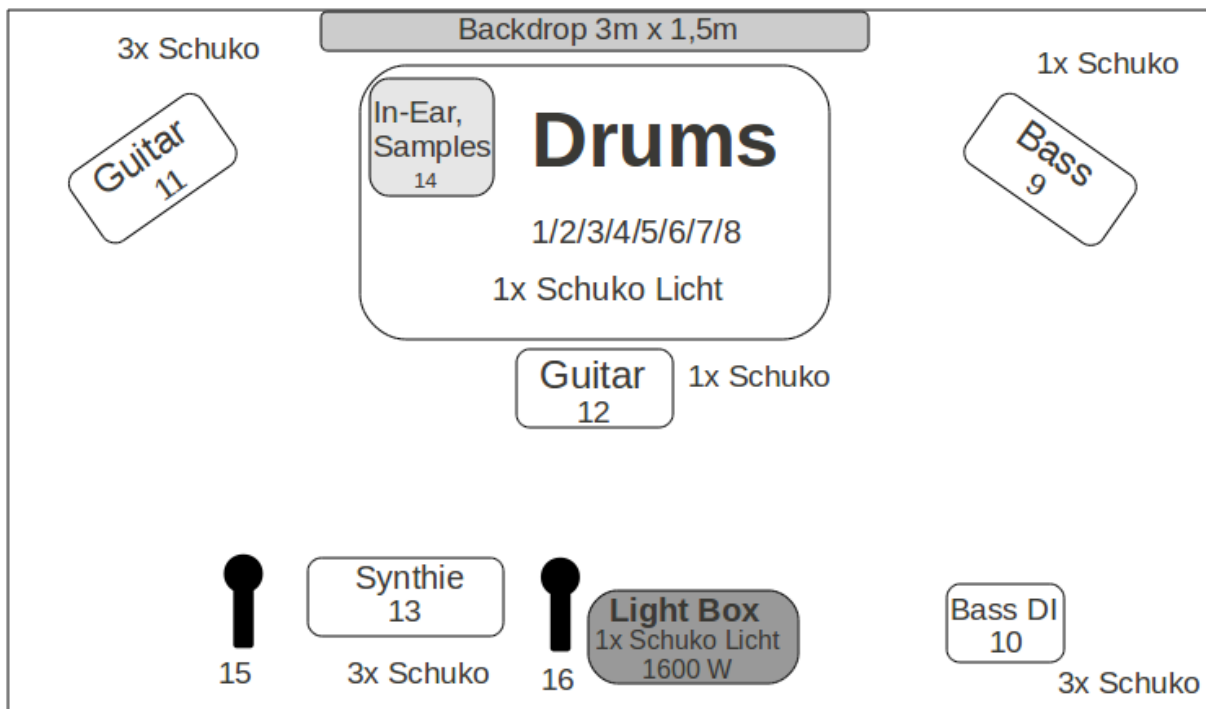 Backdrop 3m x 1,5m
3x Schuko
1x Schuko
Guitar
11
In-Ear,
Samples
14
Drums
1/2/3/4/5/6/7/8
1x Schuko Licht
Bass
9
Guitar
12
1x Schuko
15
Synthie
13
3x Schuko
16
Light Box
1x Schuko Licht
1600 W
Bass DI
10
3x Schuko